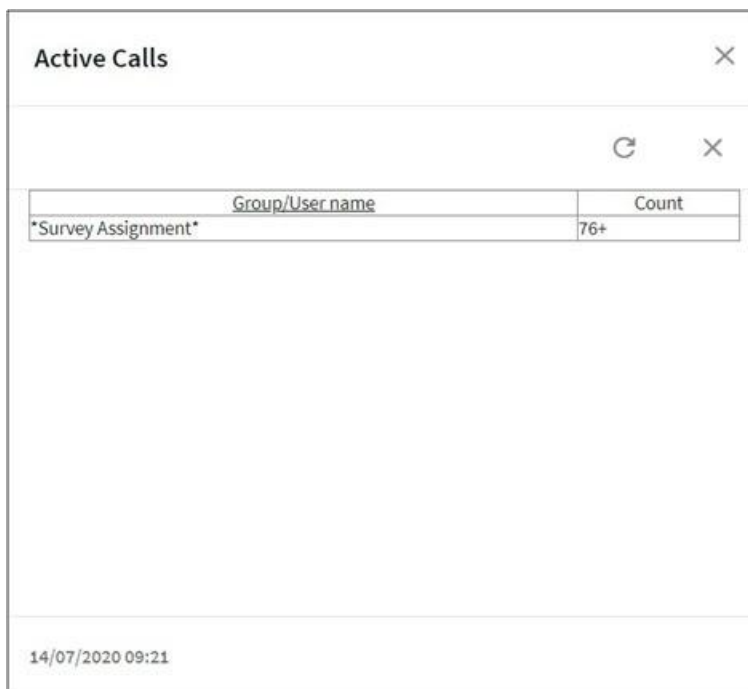 Active Calls
Group/User name Count
*Survey Assignment* 76+
14/07/2020 09:21